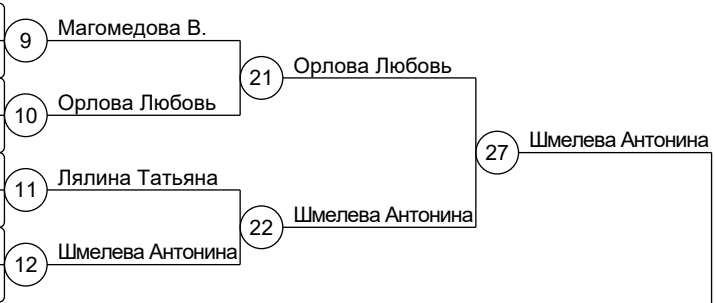 9 Магомедова В.
21 Орлова Любовь
10 Орлова Любовь
27 Шмелева Антонина
11 Лялина Татьяна
22 Шмелева Антонина
12 Шмелева Антонина